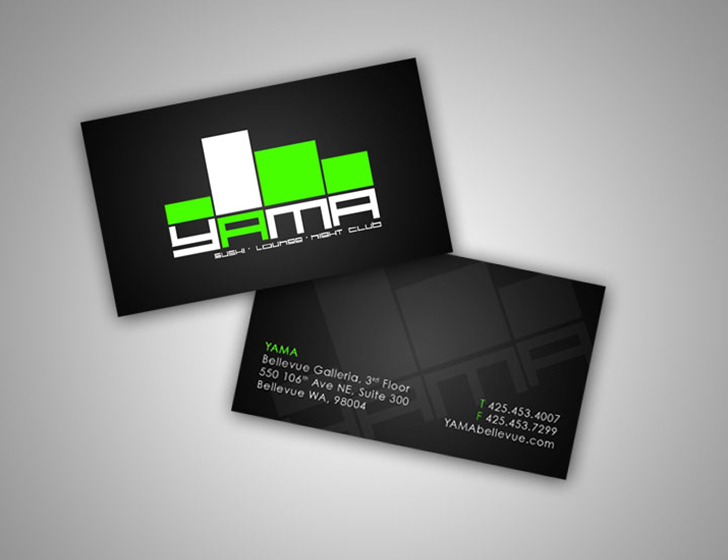 YAMA
SUSHI · LOUNGE · NIGHT CLUB
YAMA
Bellevue Galleria, 3rd Floor
550 106th Ave NE, Suite 300
Bellevue WA, 98004
T 425.453.4007
F 425.453.7299
YAMAbellevue.com
YAMA